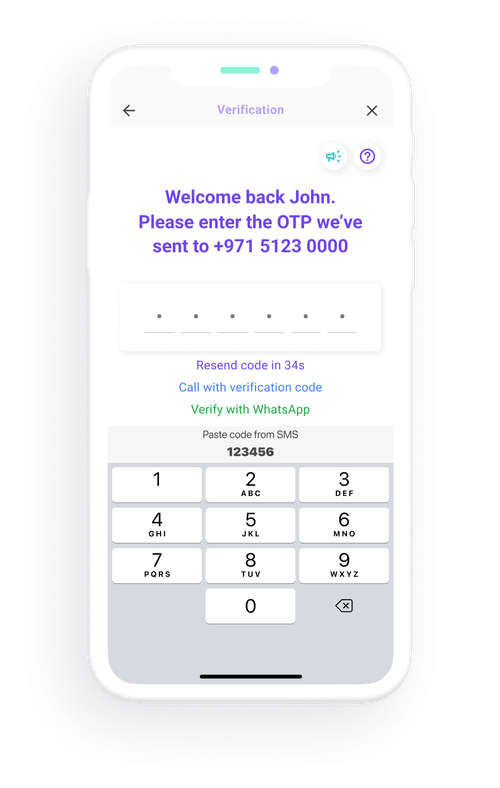 Verification
Welcome back John.
Please enter the OTP we’ve
sent to +971 5123 0000
Resend code in 34s
Call with verification code
Verify with WhatsApp
Paste code from SMS
123456
1 2 3
ABC DEF
4 5 6
GHI JKL MNO
7 8 9
PQRS TUV WXYZ
0